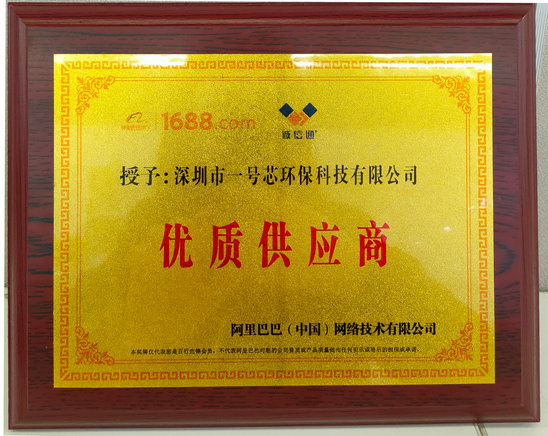 1688.com 诚信通
授予:深圳市一号芯环保科技有限公司
优质供应商
阿里巴巴(中国)网络技术有限公司